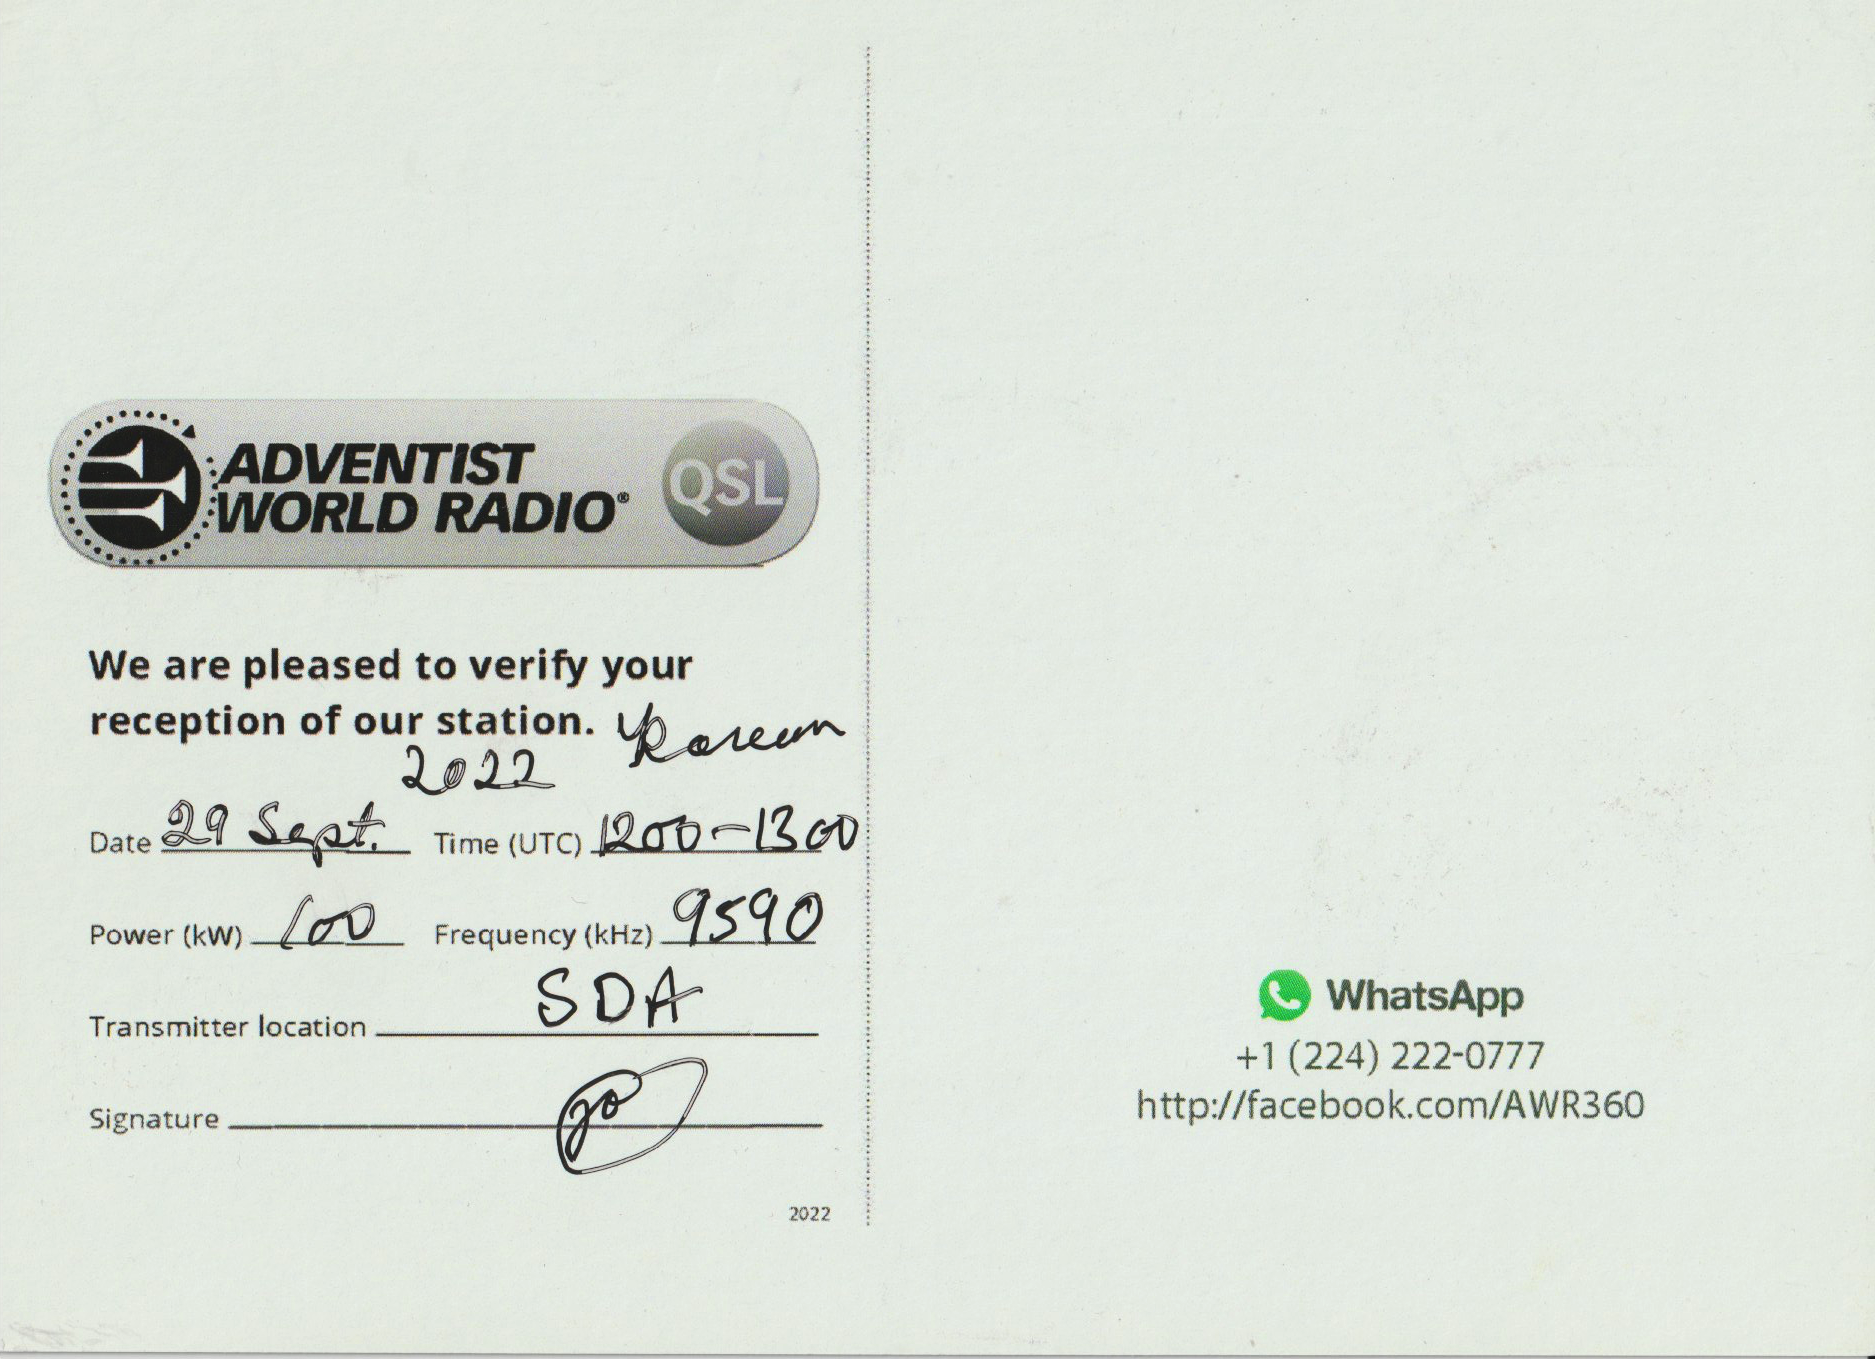 ADVENTIST
WORLD RADIO®
QSL
We are pleased to verify your
reception of our station. Korean
2022
Date 29 Sept. Time (UTC) 1200-1300
Power (kW) 100 Frequency (kHz) 9590
Transmitter location SDA
Signature
2022
WhatsApp
+1 (224) 222-0777
http://facebook.com/AWR360